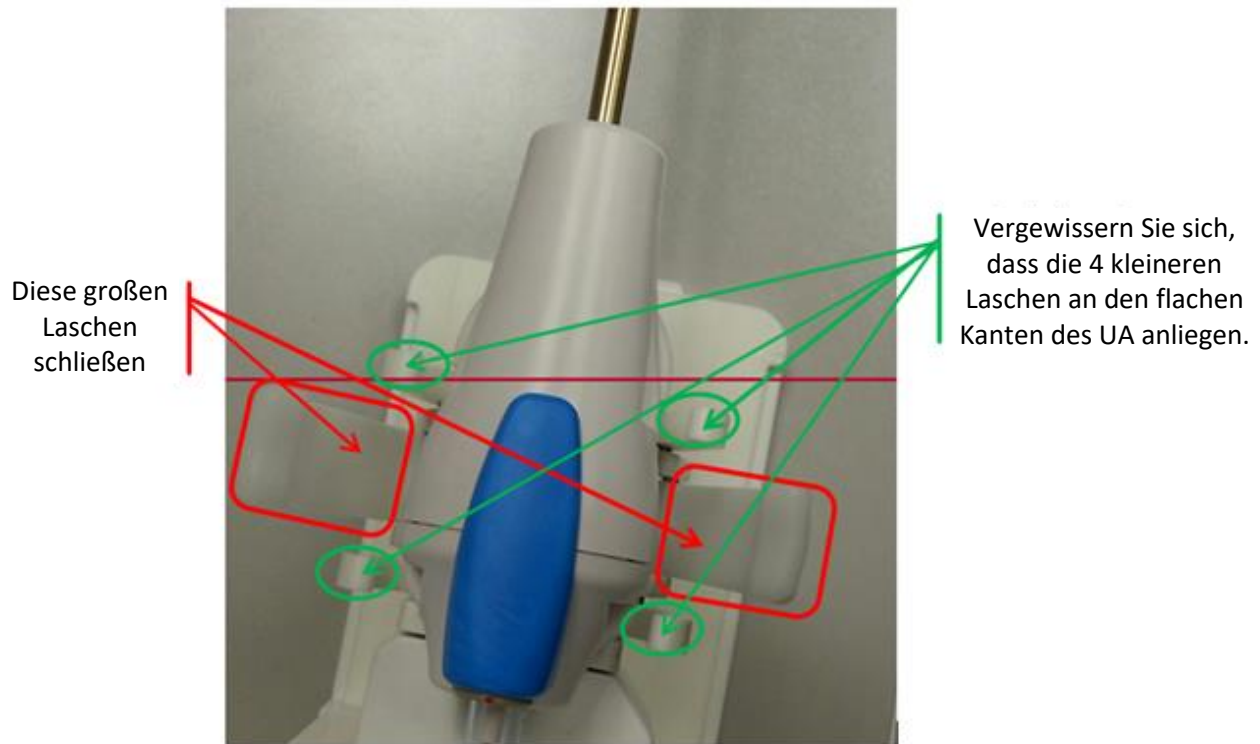 Diese großen
Laschen
schließen
Vergewissern Sie sich,
dass die 4 kleineren
Laschen an den flachen
Kanten des UA anliegen.